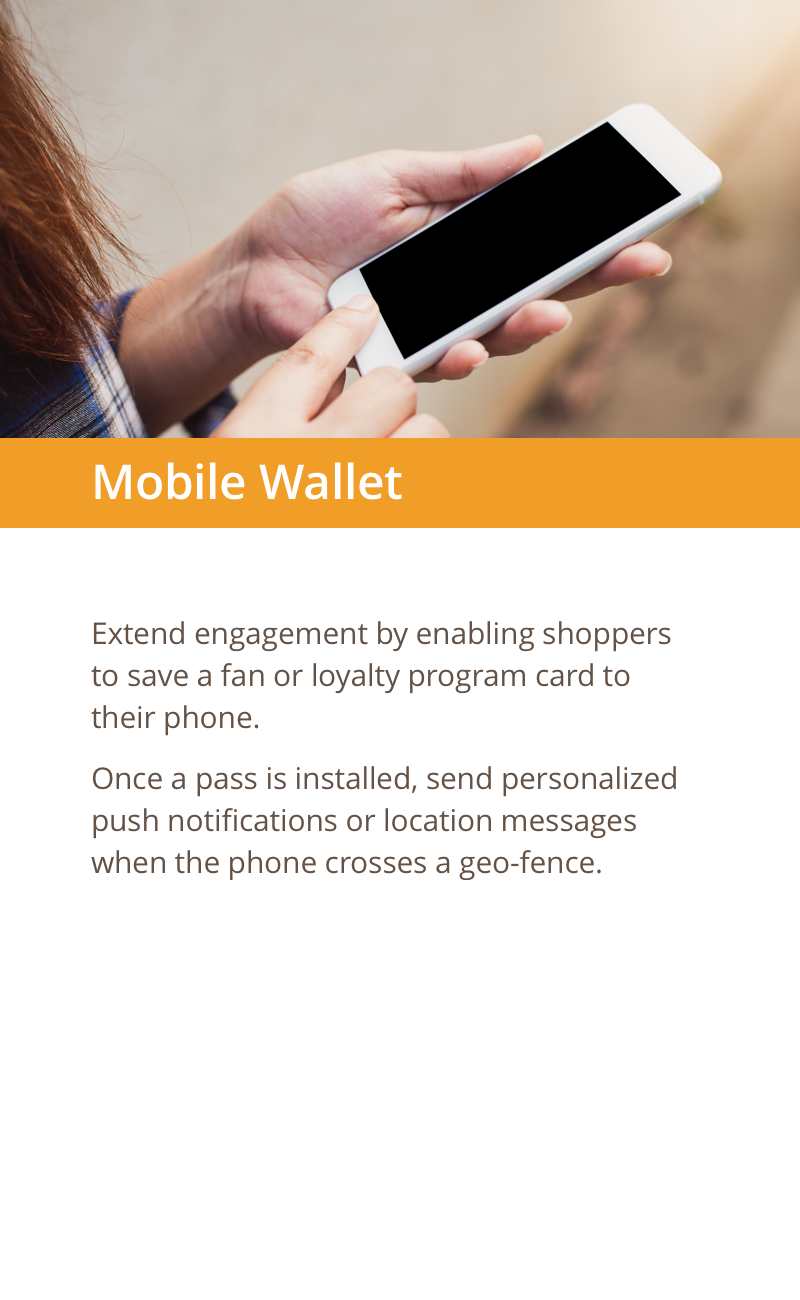 Mobile Wallet
Extend engagement by enabling shoppers
to save a fan or loyalty program card to
their phone.
Once a pass is installed, send personalized
push notifications or location messages
when the phone crosses a geo-fence.